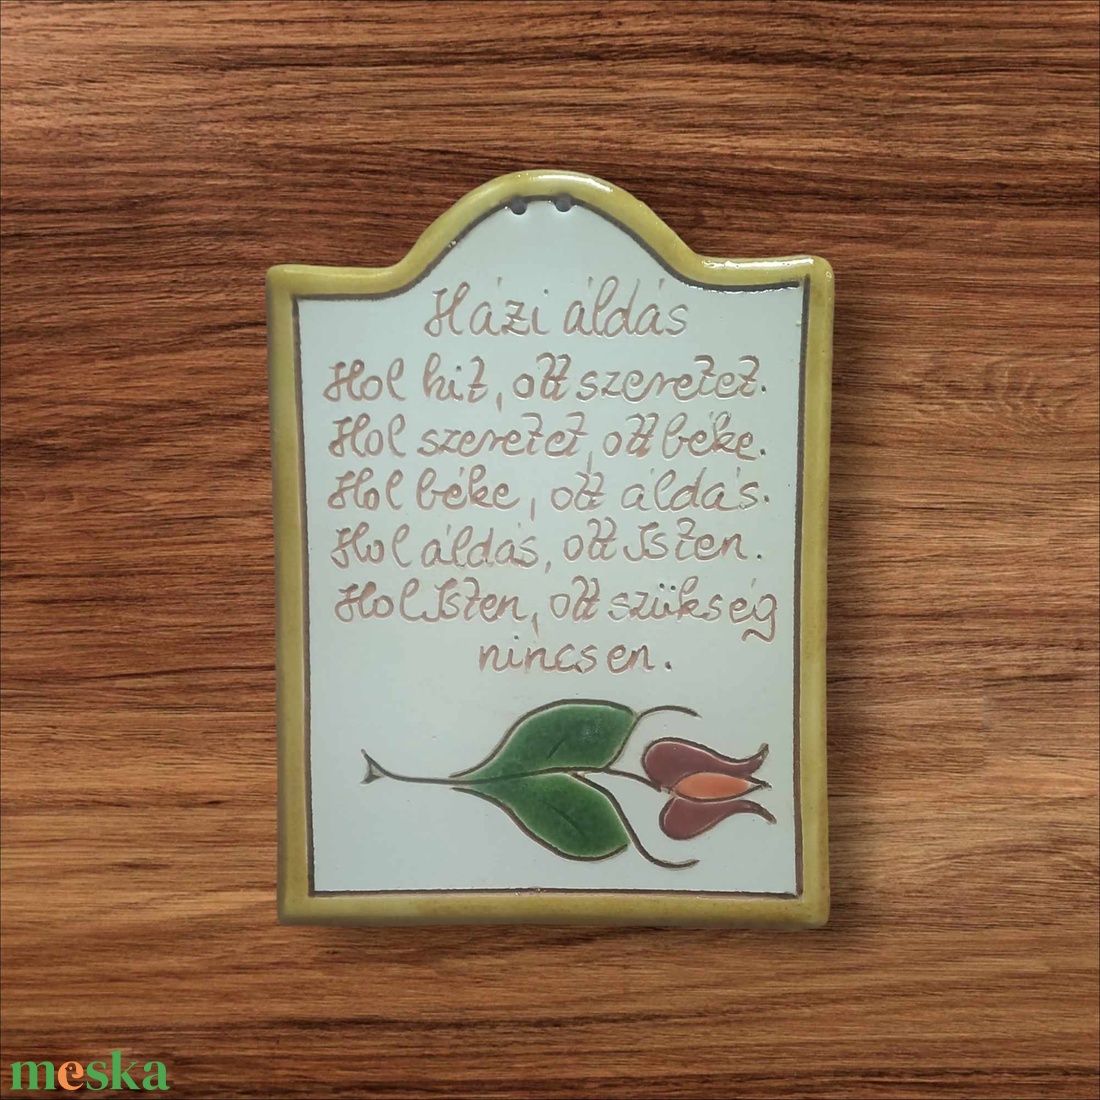 Házi áldás
Hol hit, ott szeretet.
Hol szeretet, ott béke.
Hol béke, ott áldás.
Hol áldás, ott Isten.
Hol Isten, ott szükség
nincsen.
meska